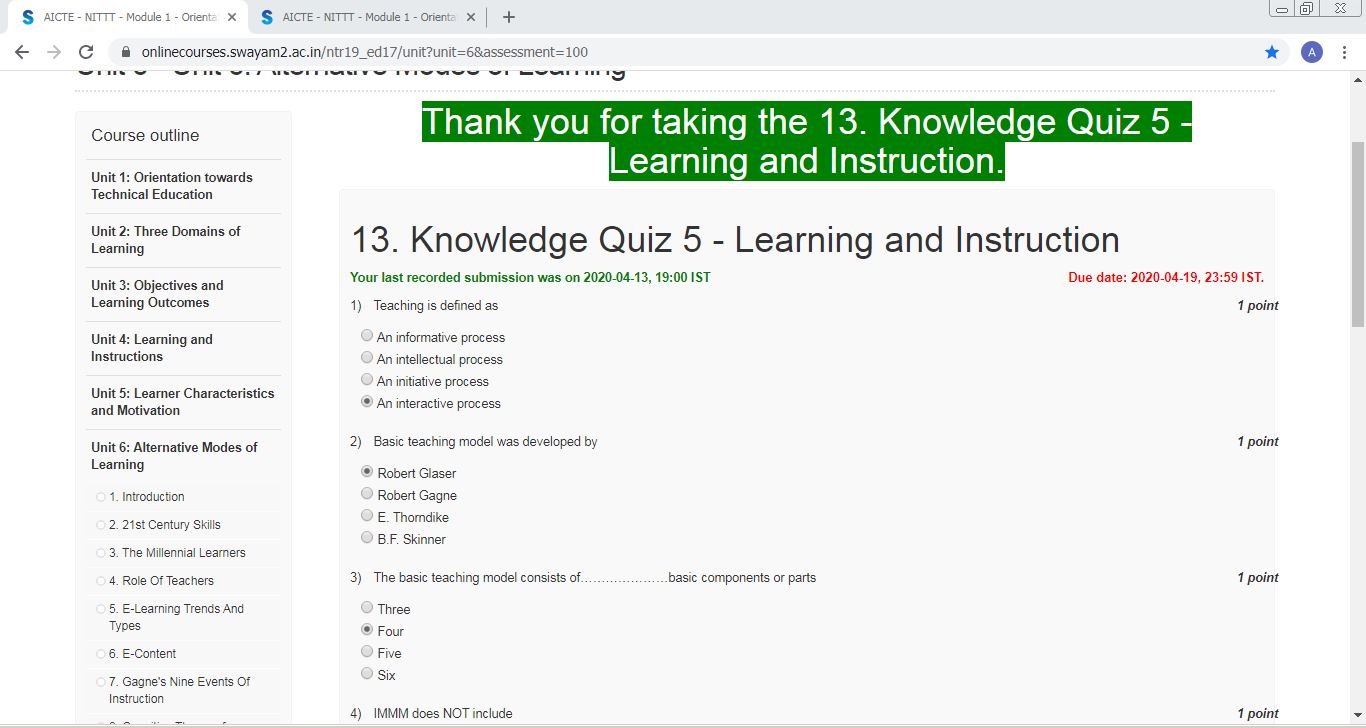 AICTE - NITTT - Module 1 - Orienta
AICTE - NITTT - Module 1 - Orienta
onlinecourses.swayam2.ac.in/ntr19_ed17/unit?unit=6&assessment=100
A
Unit 6 - Unit 6: Alternative Modes of Learning
Course outline
Unit 1: Orientation towards
Technical Education
Unit 2: Three Domains of
Learning
Unit 3: Objectives and
Learning Outcomes
Unit 4: Learning and
Instructions
Unit 5: Learner Characteristics
and Motivation
Unit 6: Alternative Modes of
Learning
1. Introduction
2. 21st Century Skills
3. The Millennial Learners
4. Role Of Teachers
5. E-Learning Trends And
Types
6. E-Content
7. Gagne's Nine Events Of
Instruction
Thank you for taking the 13. Knowledge Quiz 5 -
Learning and Instruction.
13. Knowledge Quiz 5 - Learning and Instruction
Your last recorded submission was on 2020-04-13, 19:00 IST
Due date: 2020-04-19, 23:59 IST.
1) Teaching is defined as 1 point
An informative process
An intellectual process
An initiative process
An interactive process
2) Basic teaching model was developed by 1 point
Robert Glaser
Robert Gagne
E. Thorndike
B.F. Skinner
3) The basic teaching model consists of…………………basic components or parts 1 point
Three
Four
Five
Six
4) IMMM does NOT include 1 point